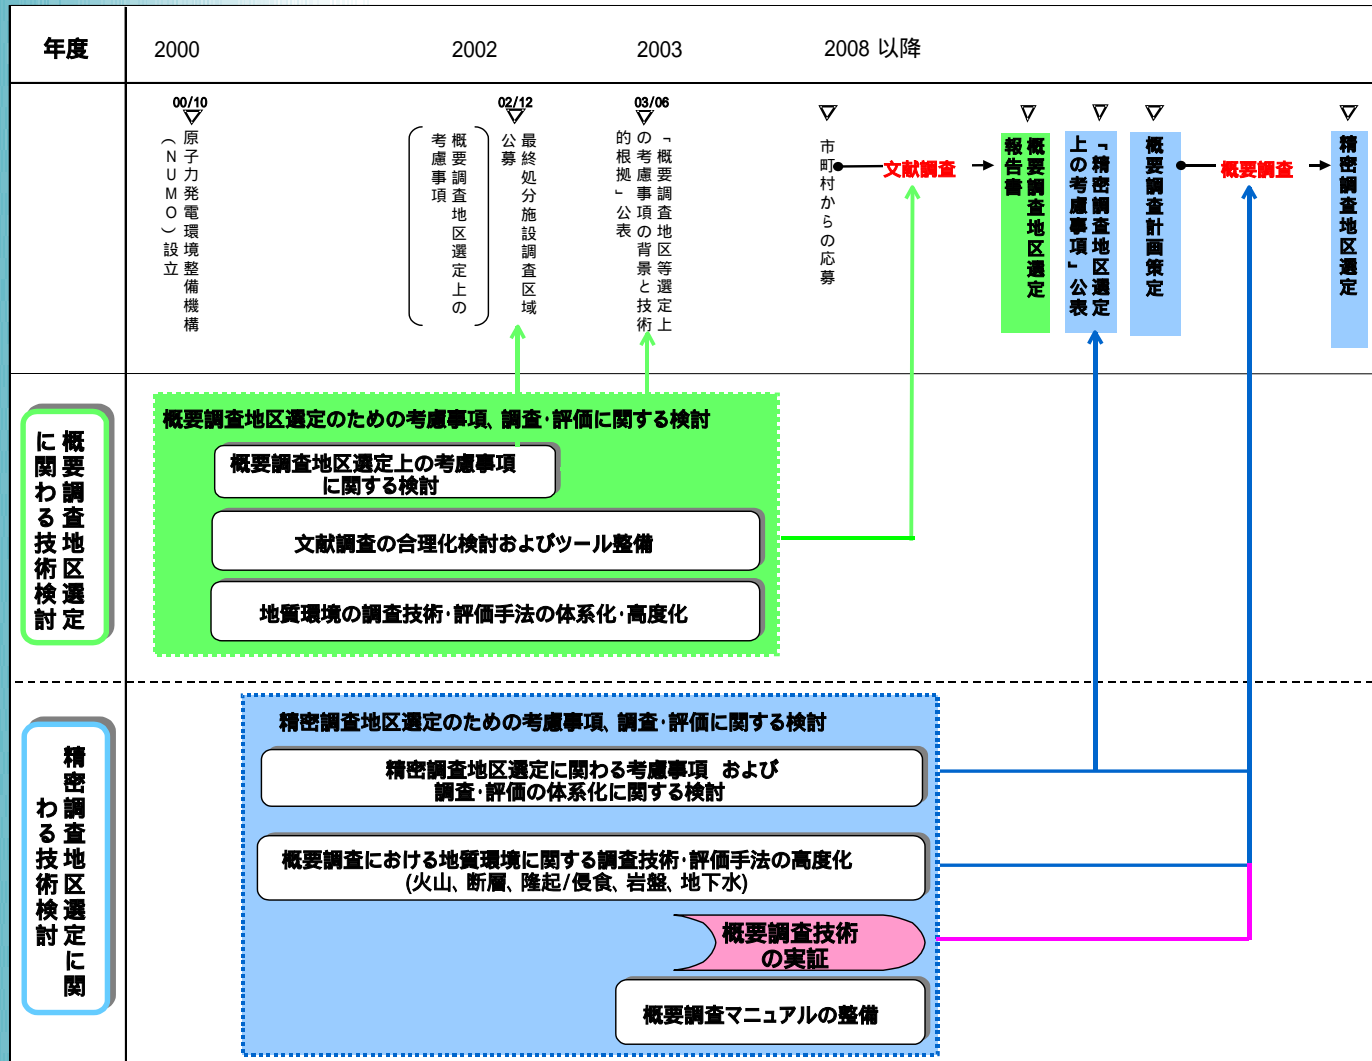 年度
2000
2002
2003
2008 以降
00/10
02/12
03/06
原子力発電環境整備機構
(NUMO)設立
最終処分施設調査区域
公募
概要調査地区選定上の
考慮事項
「概要調査地区等選定上
の考慮事項の背景と技術
的根拠」公表
市町村からの応募
文献調査
概要調査地区選定
報告書
「精密調査地区選定
上の考慮事項」公表
概要調査計画策定
概要調査
精密調査地区選定
概要調査地区選定
に関わる技術検討
概要調査地区選定のための考慮事項、調査・評価に関する検討
概要調査地区選定上の考慮事項
に関する検討
文献調査の合理化検討およびツール整備
地質環境の調査技術・評価手法の体系化・高度化
精密調査地区選定に関
わる技術検討
精密調査地区選定のための考慮事項、調査・評価に関する検討
精密調査地区選定に関わる考慮事項 および
調査・評価の体系化に関する検討
概要調査における地質環境に関する調査技術・評価手法の高度化
(火山、断層、隆起/侵食、岩盤、地下水)
概要調査技術
の実証
概要調査マニュアルの整備